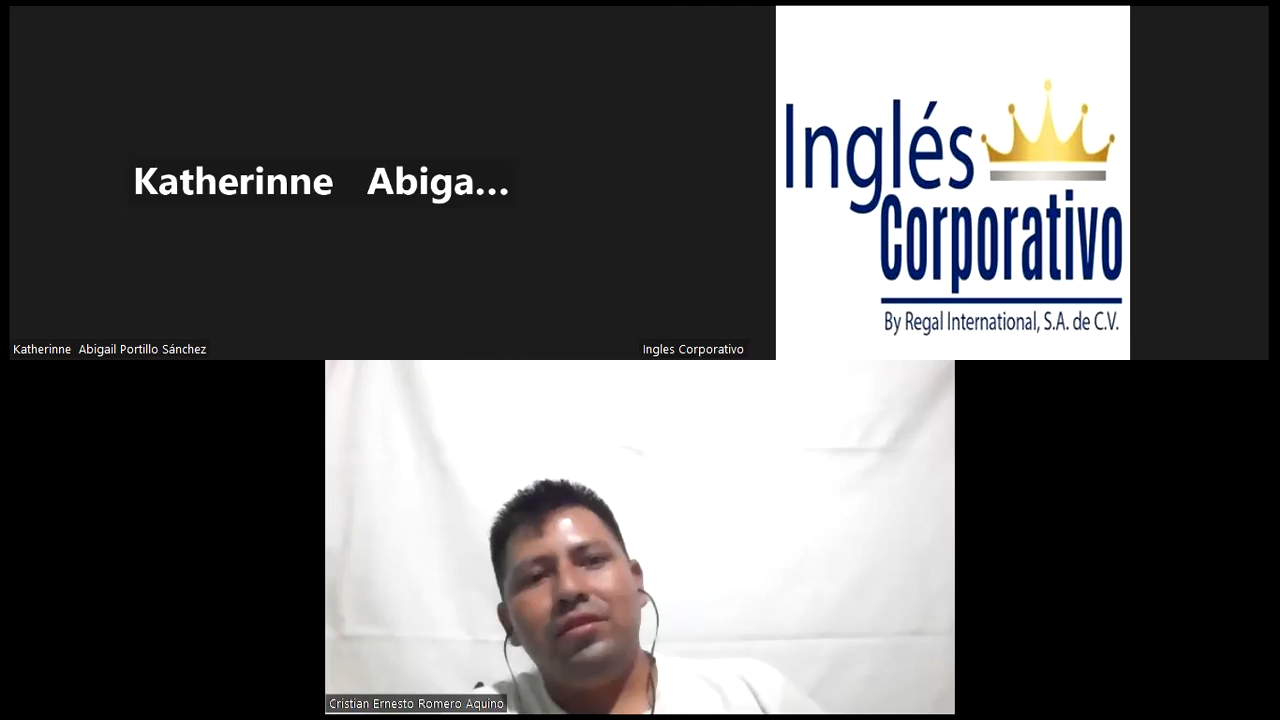 Katherinne Abiga...
Katherinne Abigail Portillo Sánchez
Inglés
Corporativo
By Regal International, S.A. de C.V.
Ingles Corporativo
Cristian Ernesto Romero Aquino